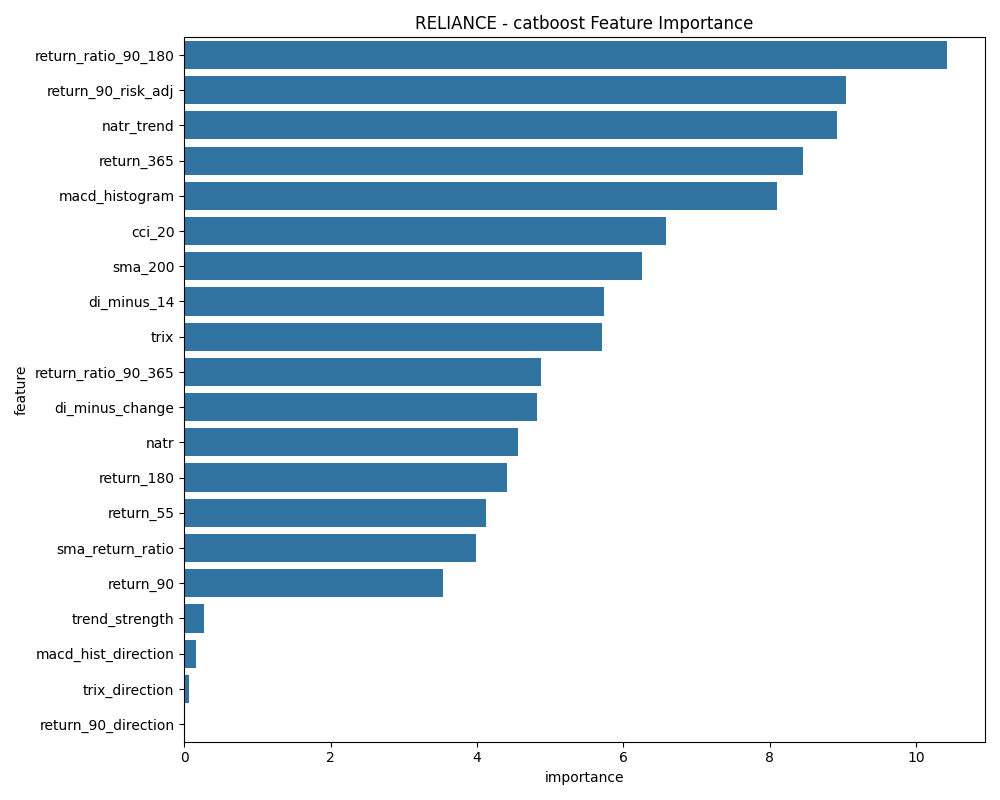 RELIANCE - catboost Feature Importance
return_ratio_90_180
return_90_risk_adj
natr_trend
return_365
macd_histogram
cci_20
sma_200
di_minus_14
trix
return_ratio_90_365
di_minus_change
natr
return_180
return_55
sma_return_ratio
return_90
trend_strength
macd_hist_direction
trix_direction
return_90_direction
feature
0 2 4 6 8 10
importance